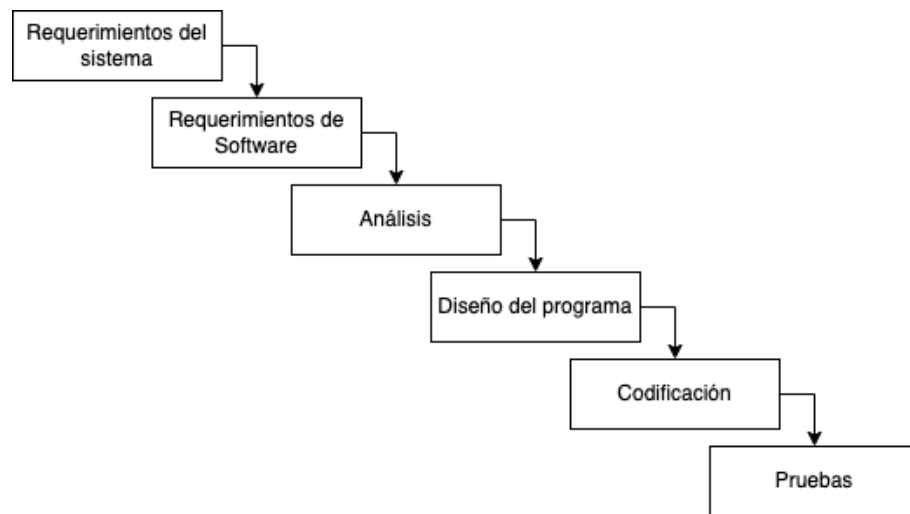 Requerimientos del
sistema
Requerimientos de
Software
Análisis
Diseño del programa
Codificación
Pruebas